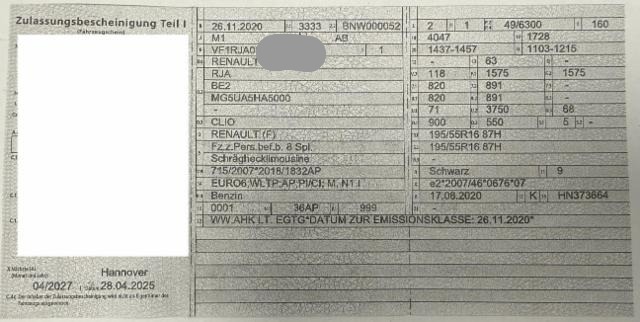 Zulassungsbescheinigung Teil I
(Fahrzeugschein)
26.11.2020 3333 BNW000052
M1 AB
VF1RJA0 1
RENAULT
RJA
BE2
MG5UA5HA5000
-
CLIO
RENAULT (F)
Fz.z.Pers.bef.b. 8 Spl.
Schräghecklimousine
715/2007*2018/1832AP
EURO6;WLTP;AP;PI/CI; M, N1 I
Benzin
0001 36AP 999
WW.AHK LT. EGTG*DATUM ZUR EMISSIONSKLASSE: 26.11.2020*
2 1 49/6300 160
4047 1728
1437-1457 1103-1215
- 63 -
118 1575 1575
820 891
820 891
71 3750 68
900 550 5 -
195/55R16 87H
195/55R16 87H
-
Schwarz 9
e2*2007/46*0676*07
17.08.2020 K HN373664
Hannover
04/2027 28.04.2025